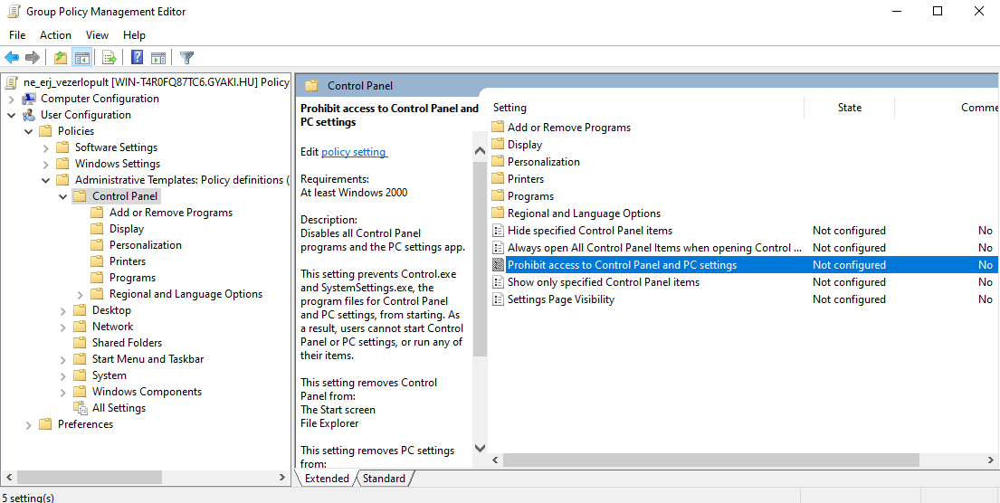 Group Policy Management Editor
File Action View Help
ne_erj_vezerlopult [WIN-T4R0FQ87TC6.GYAKI.HU] Policy
Computer Configuration
User Configuration
Policies
Software Settings
Windows Settings
Administrative Templates: Policy definitions (
Control Panel
Add or Remove Programs
Display
Personalization
Printers
Programs
Regional and Language Options
Desktop
Network
Shared Folders
Start Menu and Taskbar
System
Windows Components
All Settings
Preferences
Control Panel
Prohibit access to Control Panel and
PC settings
Edit policy setting
Requirements:
At least Windows 2000
Description:
Disables all Control Panel
programs and the PC settings app.
This setting prevents Control.exe
and SystemSettings.exe, the
program files for Control Panel
and PC settings, from starting. As
a result, users cannot start Control
Panel or PC settings, or run any of
their items.
This setting removes Control
Panel from:
The Start screen
File Explorer
This setting removes PC settings
from:
Setting State Comme
Add or Remove Programs
Display
Personalization
Printers
Programs
Regional and Language Options
Hide specified Control Panel items Not configured No
Always open All Control Panel Items when opening Control ... Not configured No
Prohibit access to Control Panel and PC settings Not configured No
Show only specified Control Panel items Not configured No
Settings Page Visibility Not configured No
Extended Standard
5 setting(s)